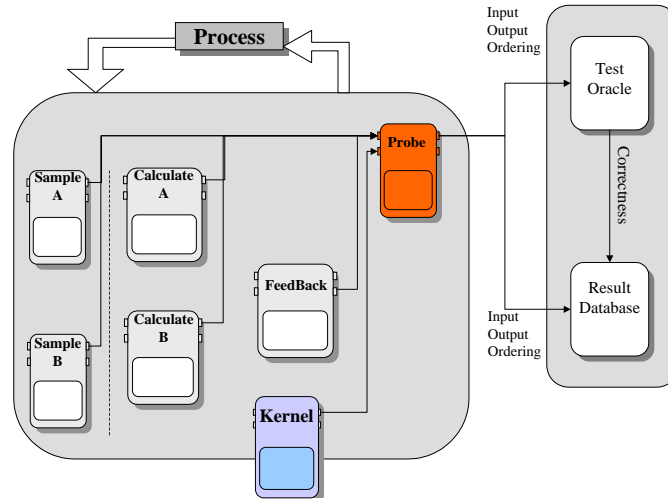 Process
Input
Output
Ordering
Test
Oracle
Probe
Sample
A
Calculate
A
Correctness
FeedBack
Result
Database
Sample
B
Calculate
B
Input
Output
Ordering
Kernel